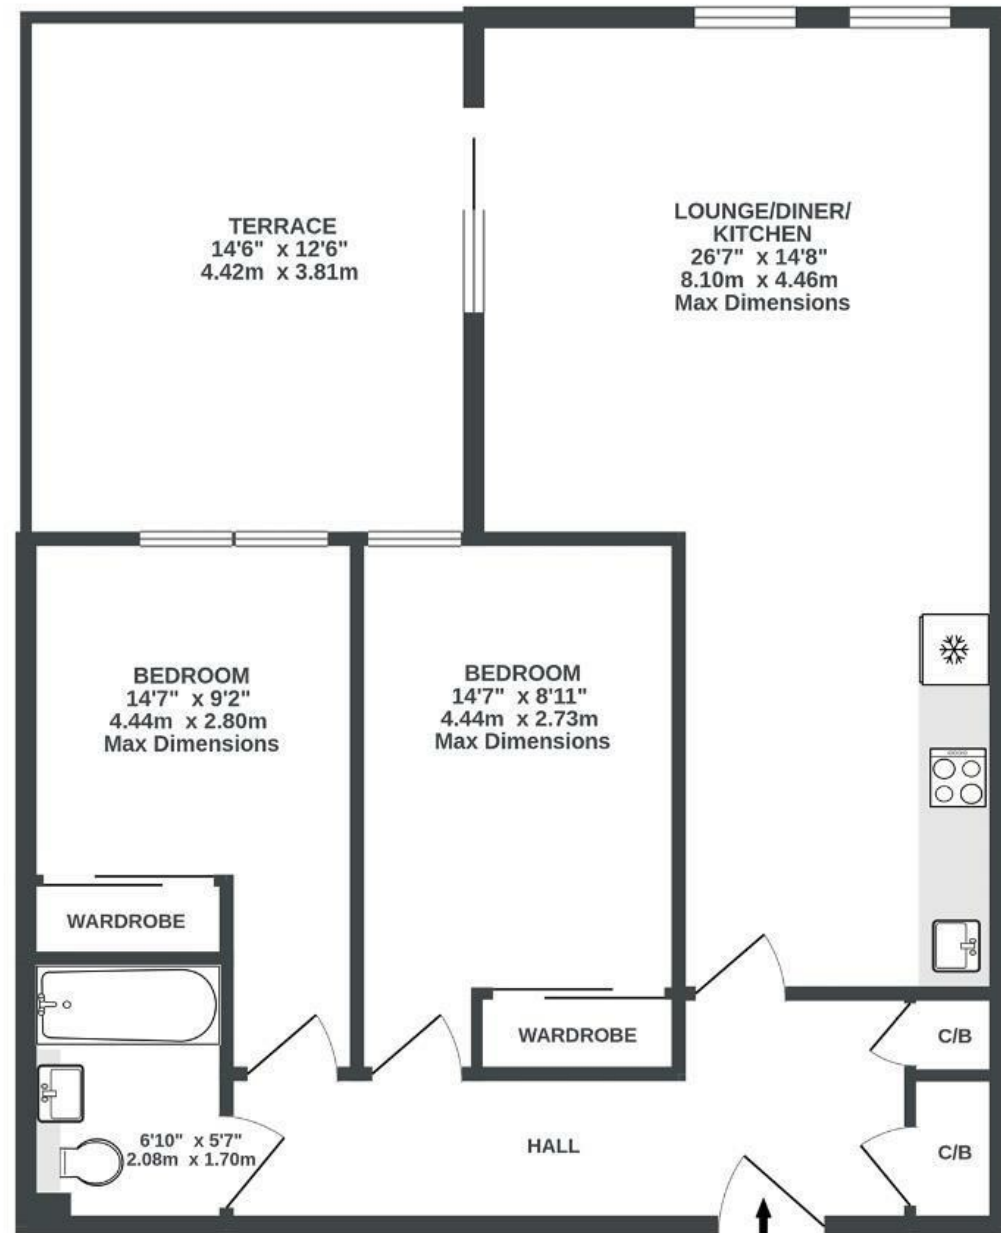 TERRACE
14'6" x 12'6"
4.42m x 3.81m
LOUNGE/DINER/
KITCHEN
26'7" x 14'8"
8.10m x 4.46m
Max Dimensions
BEDROOM
14'7" x 9'2"
4.44m x 2.80m
Max Dimensions
BEDROOM
14'7" x 8'11"
4.44m x 2.73m
Max Dimensions
WARDROBE
WARDROBE
C/B
6'10" x 5'7"
2.08m x 1.70m
HALL
C/B